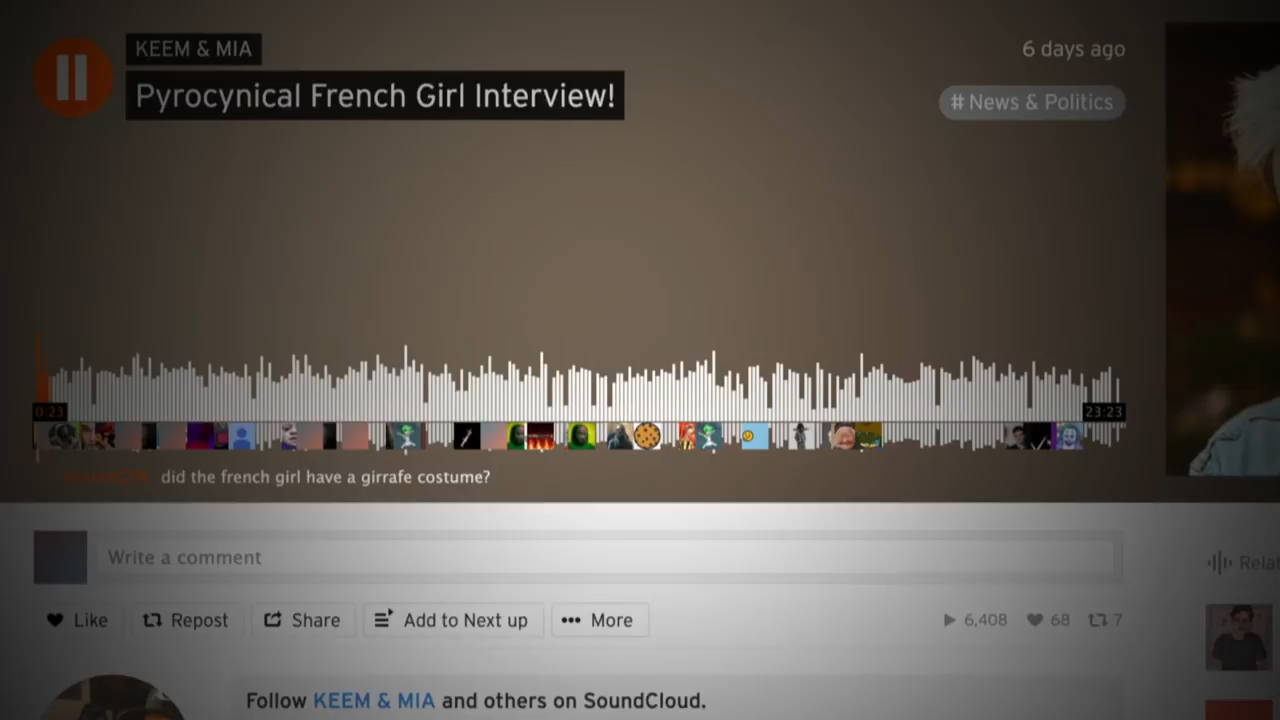 KEEM & MIA
6 days ago
Pyrocynical French Girl Interview!
# News & Politics
0:23
23:23
did the french girl have a girrafe costume?
Write a comment
Like
Repost
Share
Add to Next up
More
6,408
68
7
Follow KEEM & MIA and others on SoundCloud.